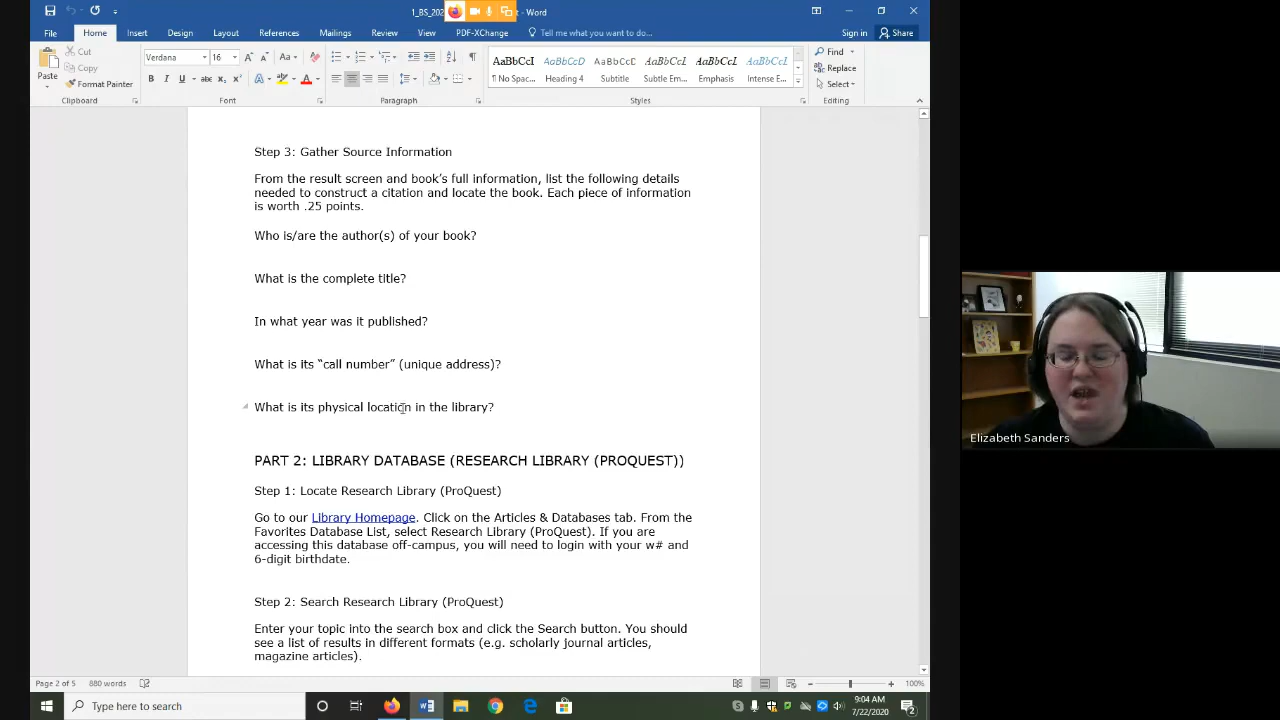 1_BS_202 t - Word
File Home Insert Design Layout References Mailings Review View PDF-XChange Tell me what you want to do... Sign in Share
Paste Cut Copy Format Painter
Verdana 16
AaBbCcI AaBbCcD AaBbCcD AaBbCcI AaBbCcI AaBbCcI
¶ No Spac... Heading 4 Subtitle Subtle Em... Emphasis Intense E...
Find Replace Select
Clipboard Font Paragraph Styles Editing
Step 3: Gather Source Information
From the result screen and book’s full information, list the following details
needed to construct a citation and locate the book. Each piece of information
is worth .25 points.
Who is/are the author(s) of your book?
What is the complete title?
In what year was it published?
What is its “call number” (unique address)?
What is its physical location in the library?
PART 2: LIBRARY DATABASE (RESEARCH LIBRARY (PROQUEST))
Step 1: Locate Research Library (ProQuest)
Go to our Library Homepage. Click on the Articles & Databases tab. From the
Favorites Database List, select Research Library (ProQuest). If you are
accessing this database off-campus, you will need to login with your w# and
6-digit birthdate.
Step 2: Search Research Library (ProQuest)
Enter your topic into the search box and click the Search button. You should
see a list of results in different formats (e.g. scholarly journal articles,
magazine articles).
Elizabeth Sanders
Page 2 of 5 880 words 100%
Type here to search
9:04 AM
7/22/2020
2